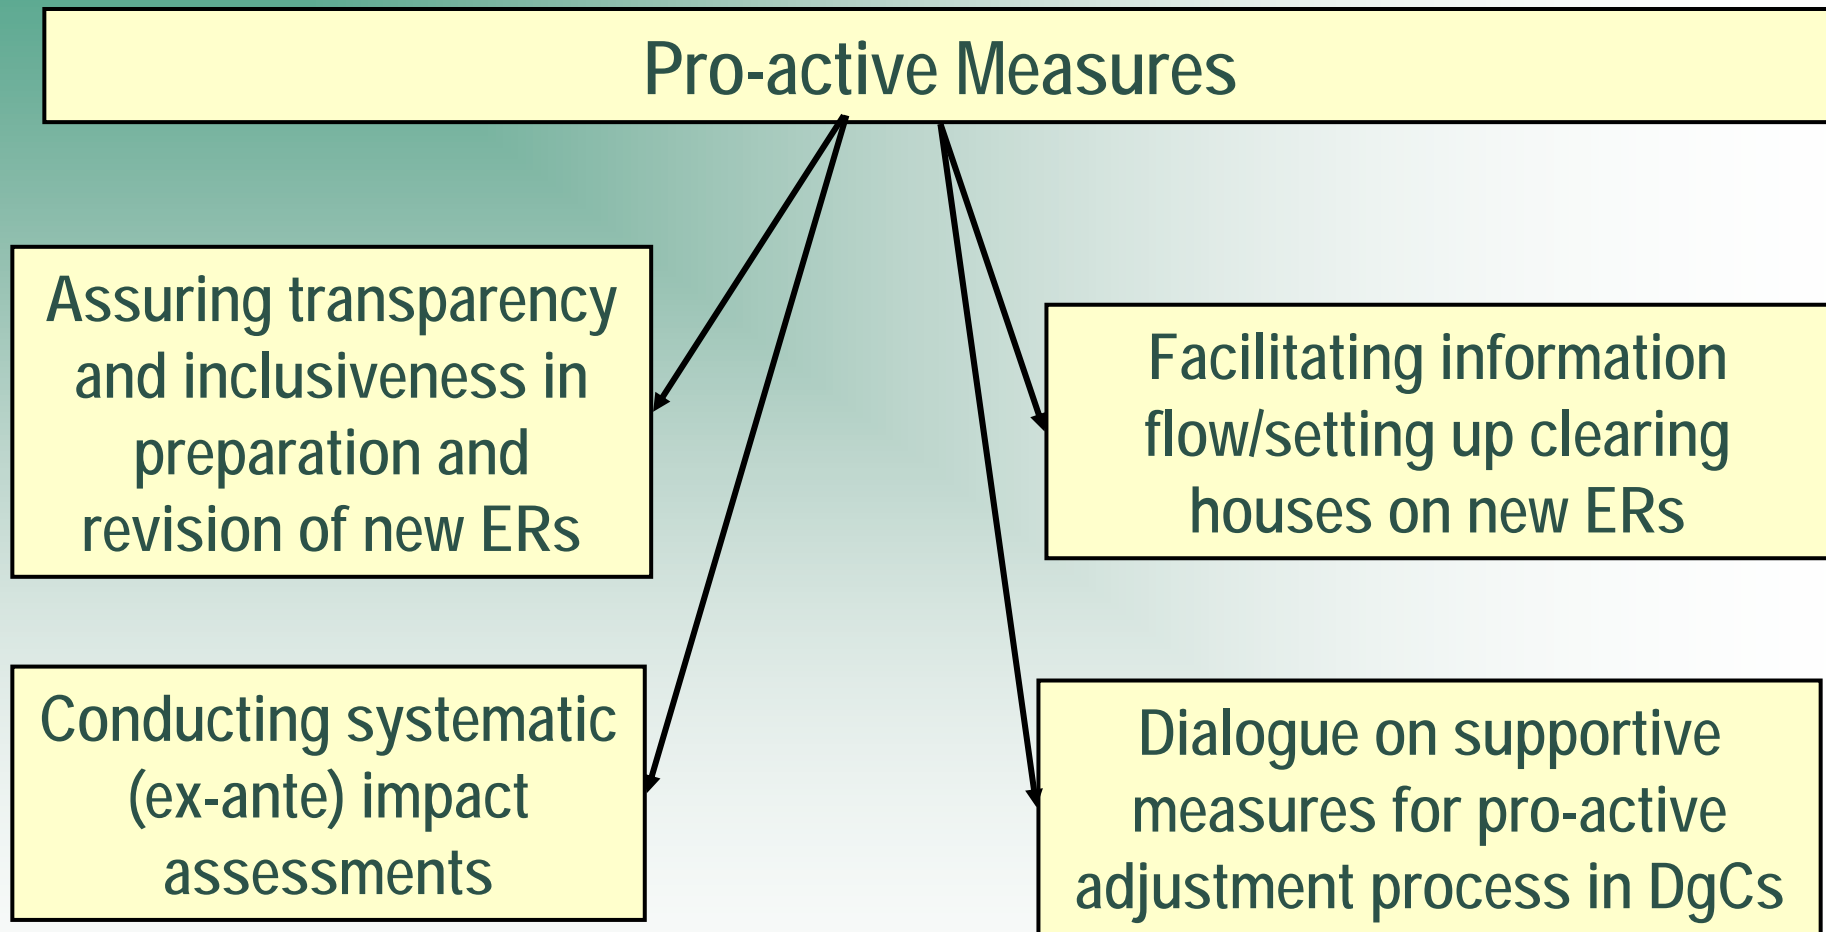 Pro-active Measures
Assuring transparency
and inclusiveness in
preparation and
revision of new ERs
Facilitating information
flow/setting up clearing
houses on new ERs
Conducting systematic
(ex-ante) impact
assessments
Dialogue on supportive
measures for pro-active
adjustment process in DgCs